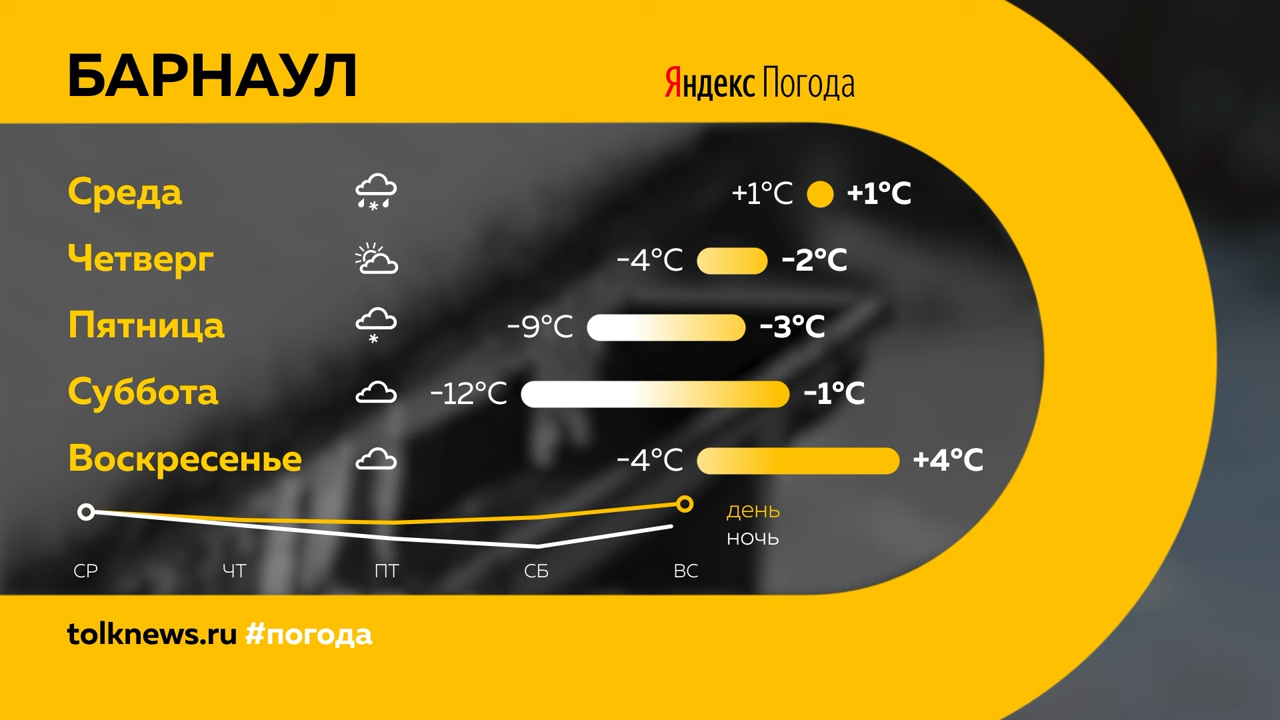 БАРНАУЛ
Яндекс Погода
Среда +1°C +1°C
Четверг -4°C -2°C
Пятница -9°C -3°C
Суббота -12°C -1°C
Воскресенье -4°C +4°C
день
ночь
СР ЧТ ПТ СБ ВС
tolknews.ru #погода